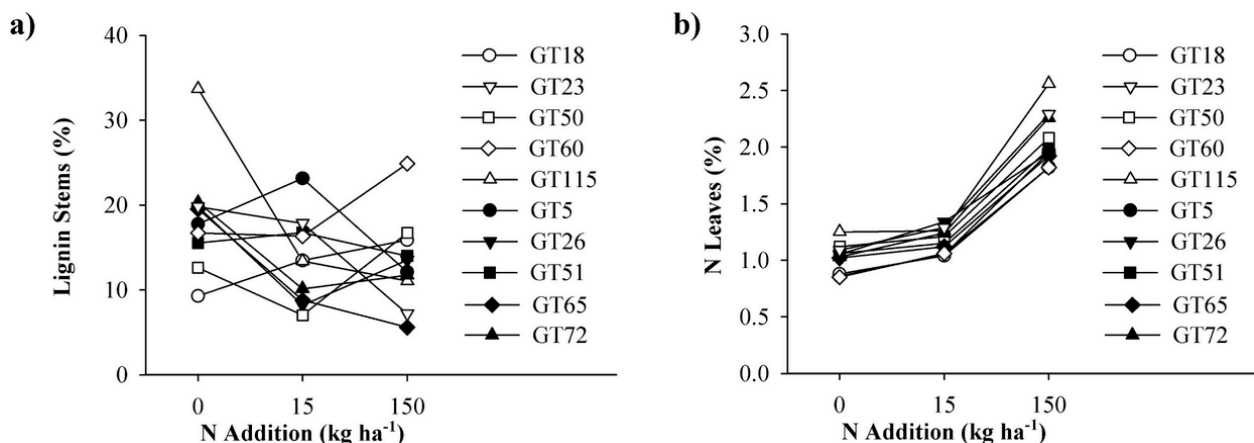 a)
Lignin Stems (%)
40
30
20
10
0
0 15 150
N Addition (kg ha⁻¹)
GT18
GT23
GT50
GT60
GT115
GT5
GT26
GT51
GT65
GT72
b)
N Leaves (%)
3.0
2.5
2.0
1.5
1.0
0.5
0.0
0 15 150
N Addition (kg ha⁻¹)
GT18
GT23
GT50
GT60
GT115
GT5
GT26
GT51
GT65
GT72